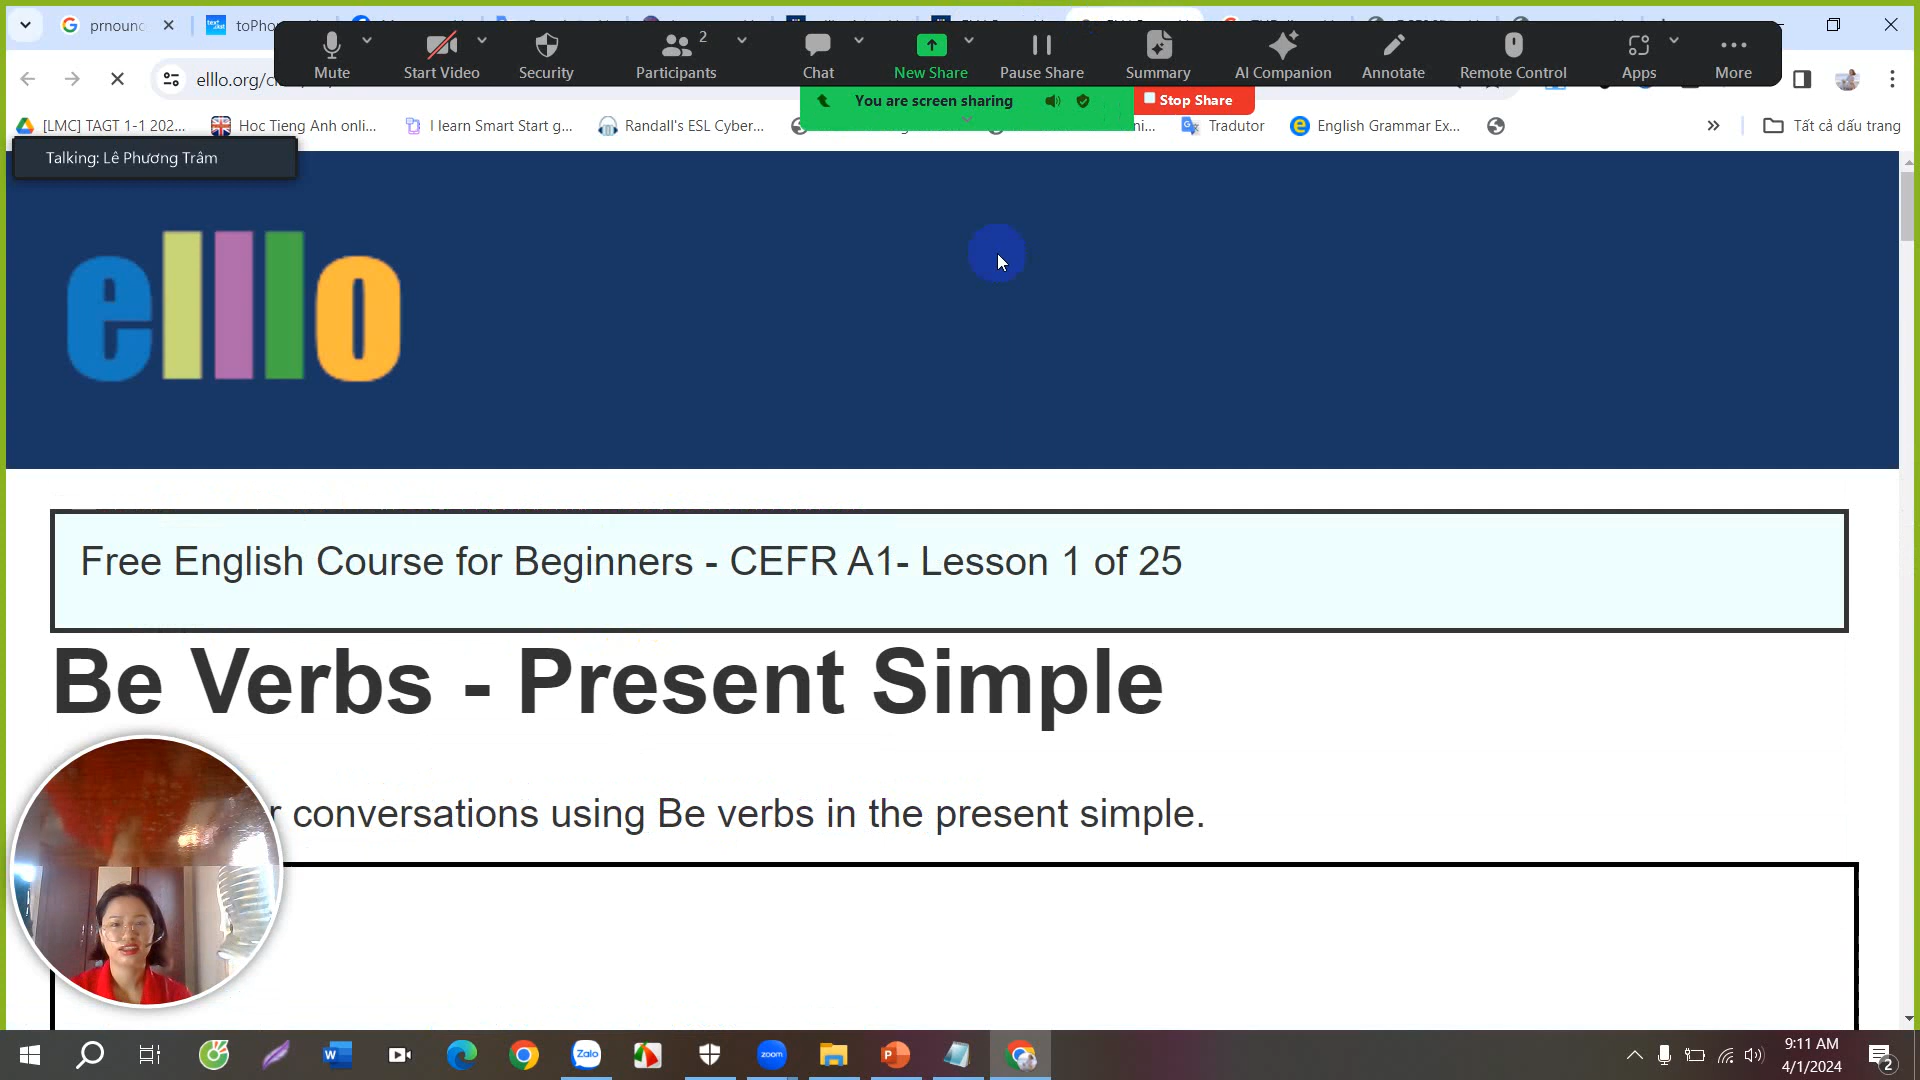 prnounc
toPho
Mute
Start Video
Security
Participants
2
Chat
New Share
Pause Share
Summary
AI Companion
Annotate
Remote Control
Apps
More
elllo.org/c
You are screen sharing
Stop Share
[LMC] TAGT 1-1 202...
Hoc Tieng Anh onli...
I learn Smart Start g...
Randall's ESL Cyber...
Tradutor
English Grammar Ex...
Tất cả dấu trang
Talking: Lê Phương Trâm
elllo
Free English Course for Beginners - CEFR A1- Lesson 1 of 25
Be Verbs - Present Simple
conversations using Be verbs in the present simple.
Zalo
zoom
9:11 AM
4/1/2024
2